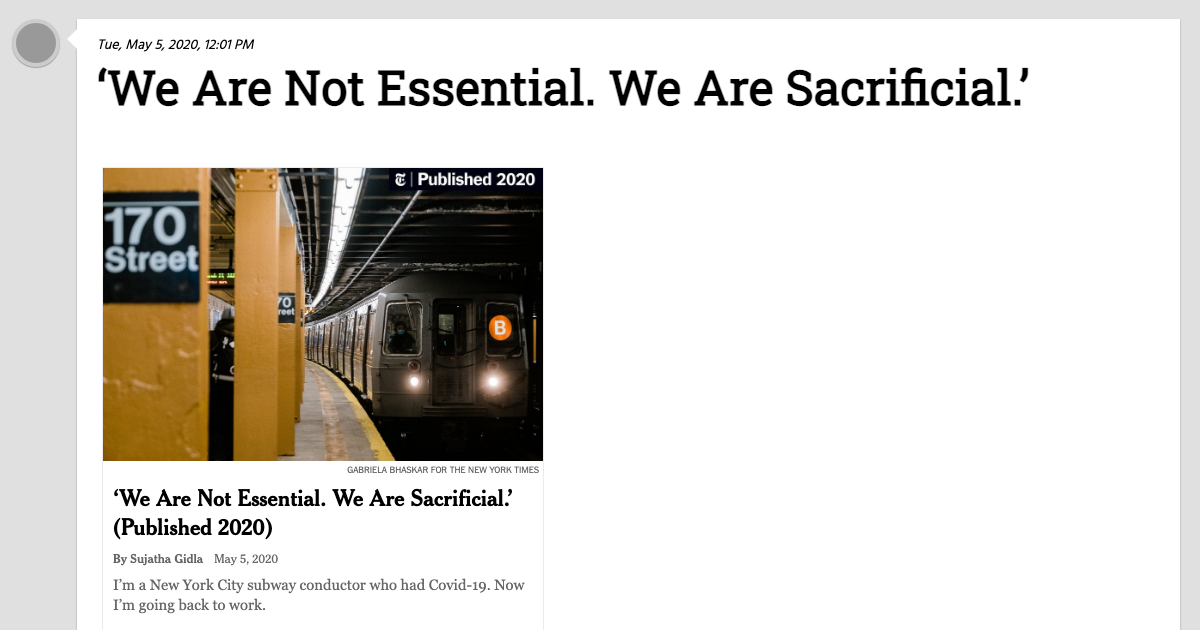 Tue, May 5, 2020, 12:01 PM
‘We Are Not Essential. We Are Sacrificial.’
Published 2020
170
Street
70
reet
B
GABRIELA BHASKAR FOR THE NEW YORK TIMES
‘We Are Not Essential. We Are Sacrificial.’
(Published 2020)
By Sujatha Gidla May 5, 2020
I’m a New York City subway conductor who had Covid-19. Now
I’m going back to work.